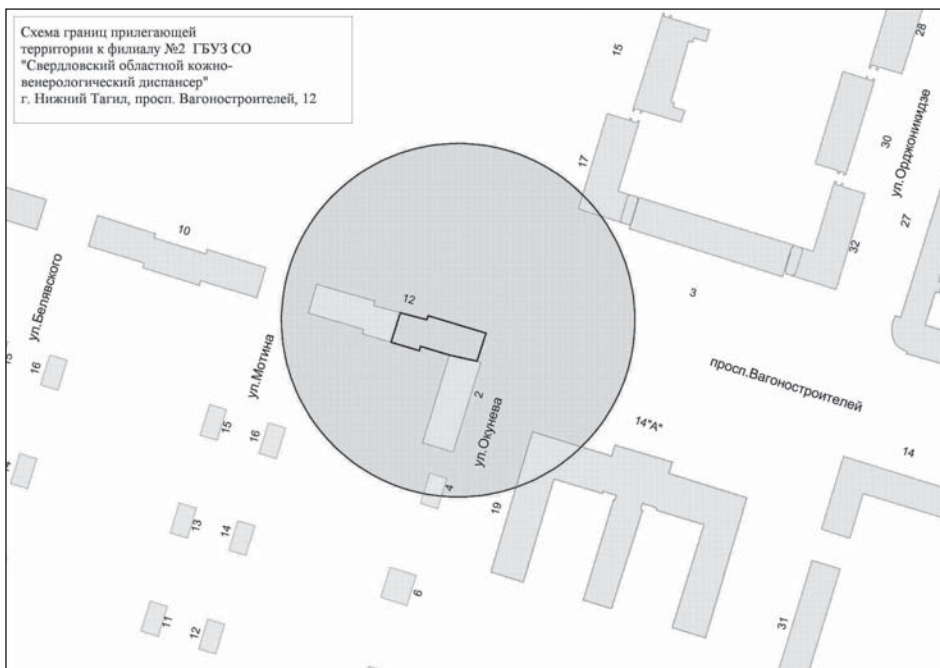 Схема границ прилегающей
территории к филиалу №2 ГБУЗ СО
"Свердловский областной кожно-
венерологический диспансер"
г. Нижний Тагил, просп. Вагоностроителей, 12
28
15
30
ул.Орджоникидзе
17
27
10
32
ул.Белявского
12
3
ул.Мотина
16
просп.Вагоностроителей
2
ул.Окунева
15
16
14"А"
14
4
19
13
14
6
11
12
31